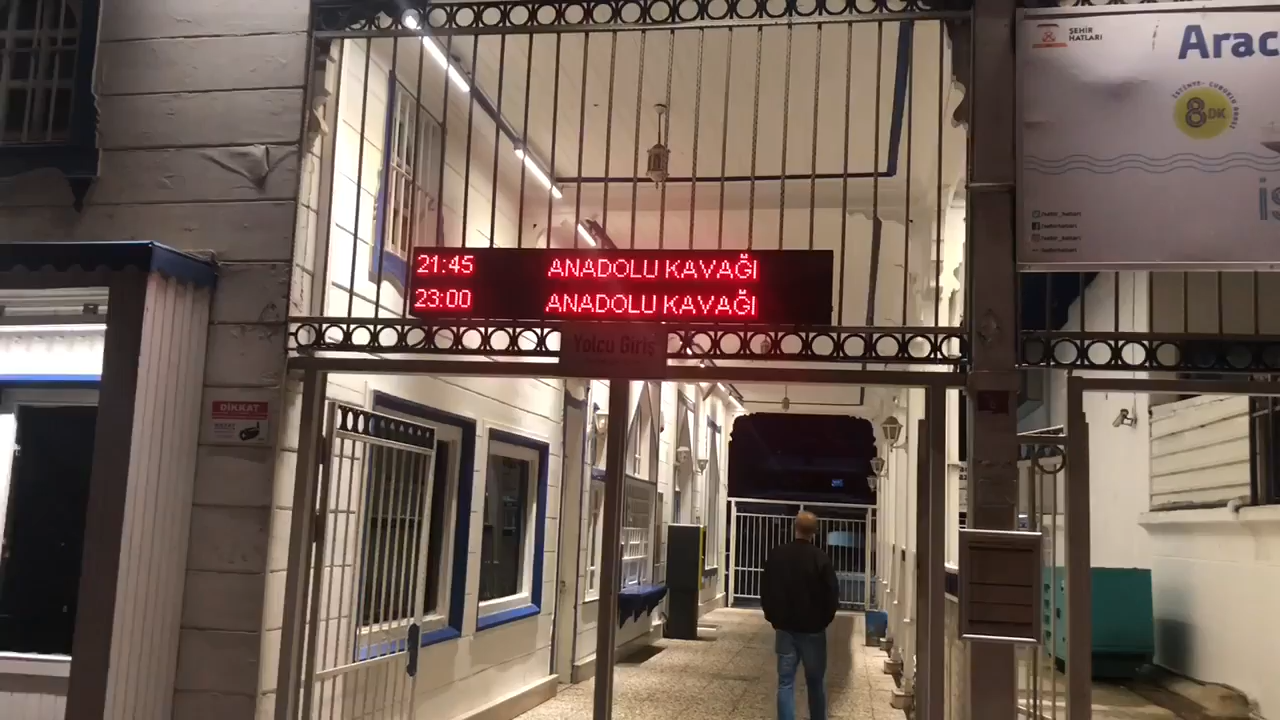 21:45 ANADOLU KAVAĞI
23:00 ANADOLU KAVAĞI
Yolcu Giriş
DİKKAT
ŞEHİR
HATLARI
Arac
8DK
İS